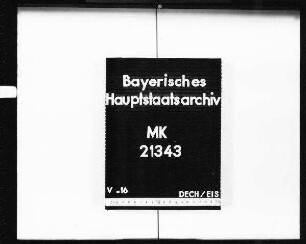 Bayerisches
Hauptstaatsarchiv
MK
21343
V -16 DECH/EIS